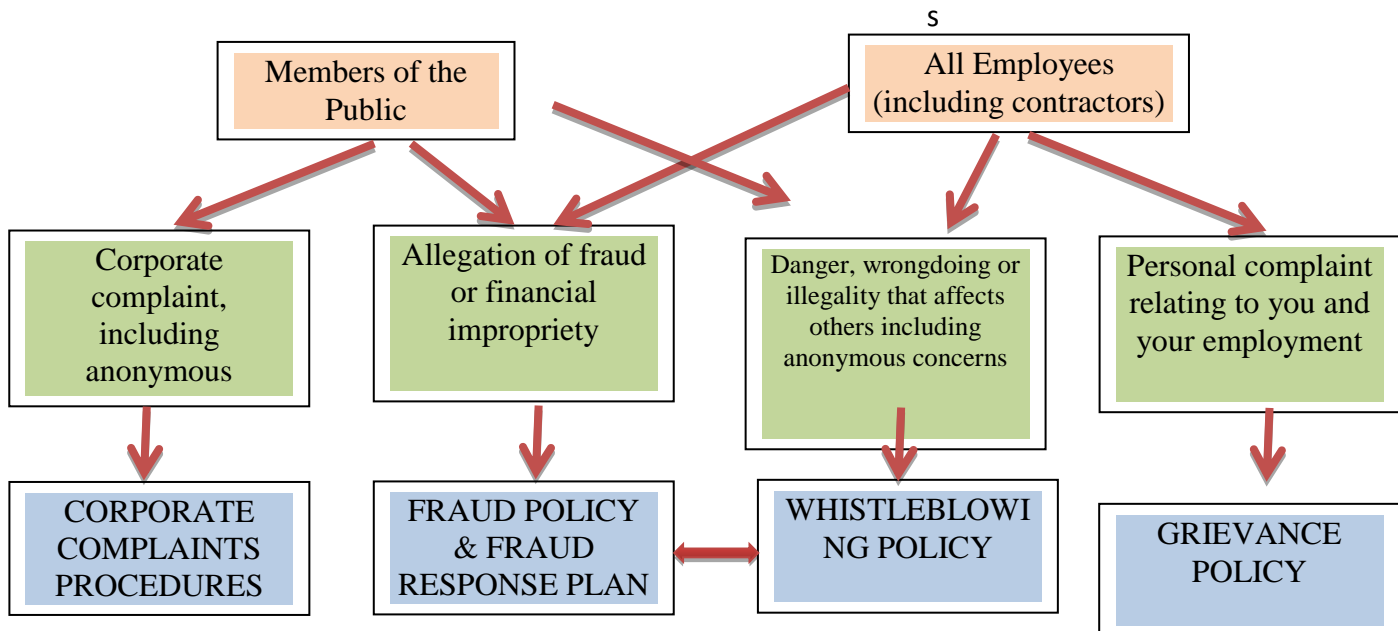 s
Members of the
Public
All Employees
(including contractors)
Corporate
complaint,
including
anonymous
Allegation of fraud
or financial
impropriety
Danger, wrongdoing or
illegality that affects
others including
anonymous concerns
Personal complaint
relating to you and
your employment
CORPORATE
COMPLAINTS
PROCEDURES
FRAUD POLICY
& FRAUD
RESPONSE PLAN
WHISTLEBLOWI
NG POLICY
GRIEVANCE
POLICY